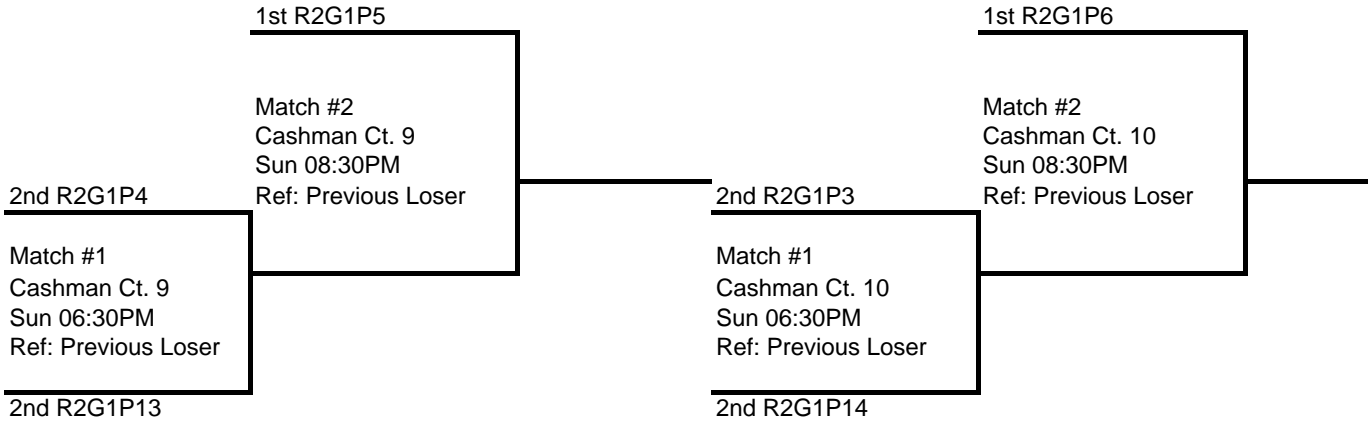 1st R2G1P5
Match #2
Cashman Ct. 9
Sun 08:30PM
Ref: Previous Loser
2nd R2G1P4
Match #1
Cashman Ct. 9
Sun 06:30PM
Ref: Previous Loser
2nd R2G1P13
1st R2G1P6
Match #2
Cashman Ct. 10
Sun 08:30PM
Ref: Previous Loser
2nd R2G1P3
Match #1
Cashman Ct. 10
Sun 06:30PM
Ref: Previous Loser
2nd R2G1P14